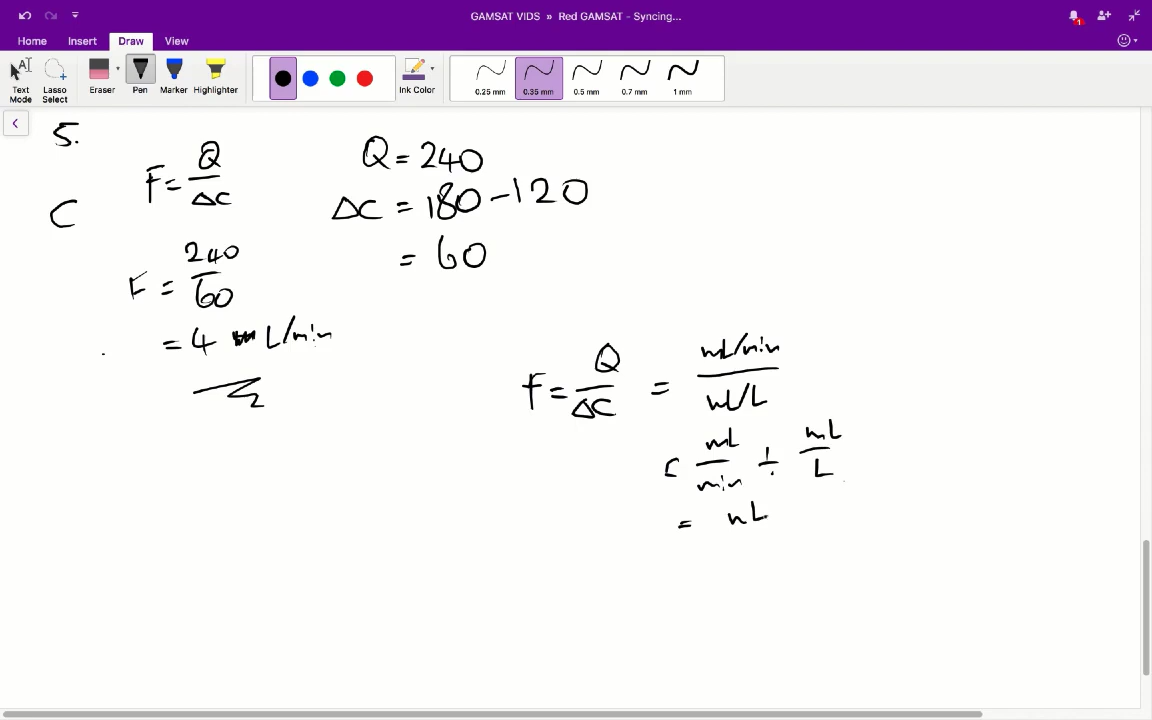 GAMSAT VIDS » Red GAMSAT - Syncing...
1
Home Insert Draw View
Text Mode
Lasso Select
Eraser
Pen
Marker
Highlighter
Ink Color
0.25 mm
0.35 mm
0.5 mm
0.7 mm
1 mm
5.
C
F = Q / ΔC
F = 240 / 60
= 4 L/min
Q = 240
ΔC = 180 - 120
= 60
F = Q / ΔC = mL/min / mL/L
mL / min ÷ mL / L
= mL